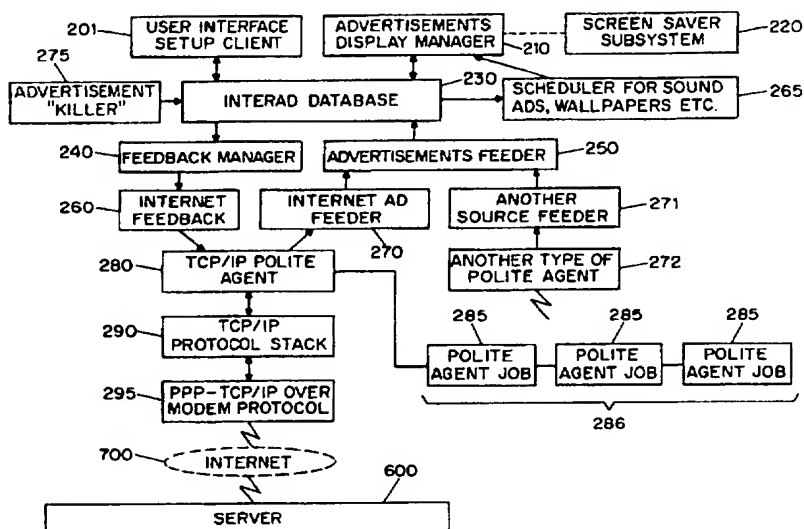 201
USER INTERFACE
SETUP CLIENT
ADVERTISEMENTS
DISPLAY MANAGER
210
SCREEN SAVER
SUBSYSTEM
220
275
230
ADVERTISEMENT
"KILLER"
INTERAD DATABASE
SCHEDULER FOR SOUND
ADS, WALLPAPERS ETC.
265
240
FEEDBACK MANAGER
ADVERTISEMENTS FEEDER
250
260
INTERNET
FEEDBACK
INTERNET AD
FEEDER
270
ANOTHER
SOURCE FEEDER
271
280
TCP/IP POLITE
AGENT
ANOTHER TYPE OF
POLITE AGENT
272
290
TCP/IP
PROTOCOL STACK
285
285
285
POLITE
AGENT JOB
POLITE
AGENT JOB
POLITE
AGENT JOB
286
295
PPP-TCP/IP OVER
MODEM PROTOCOL
700
INTERNET
600
SERVER